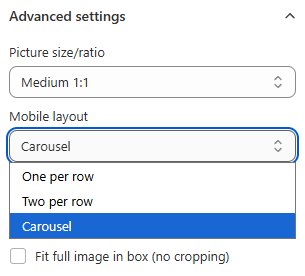 Advanced settings
Picture size/ratio
Medium 1:1
Mobile layout
Carousel
One per row
Two per row
Carousel
Fit full image in box (no cropping)